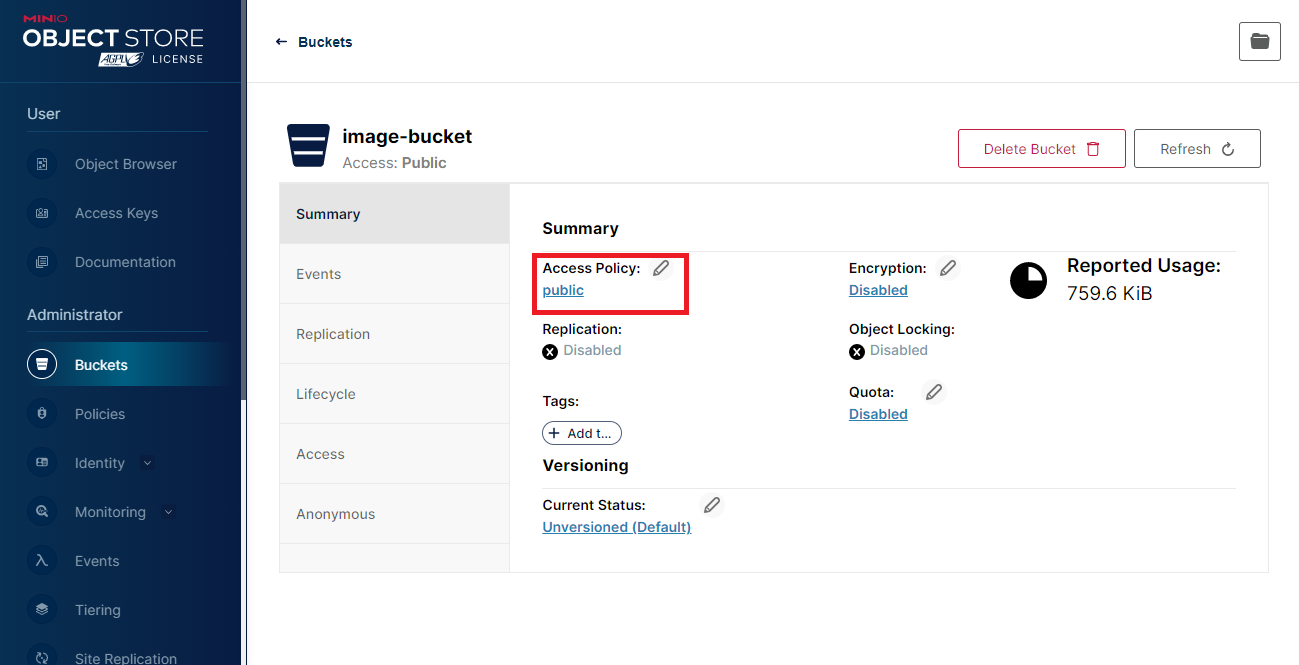 MINIO
OBJECT STORE
AGPLv3 LICENSE
User
Object Browser
Access Keys
Documentation
Administrator
Buckets
Policies
Identity
Monitoring
Events
Tiering
Site Replication
← Buckets
image-bucket
Access: Public
Delete Bucket
Refresh
Summary
Events
Replication
Lifecycle
Access
Anonymous
Summary
Access Policy:
public
Encryption:
Disabled
Reported Usage:
759.6 KiB
Replication:
Disabled
Object Locking:
Disabled
Tags:
+ Add t...
Quota:
Disabled
Versioning
Current Status:
Unversioned (Default)